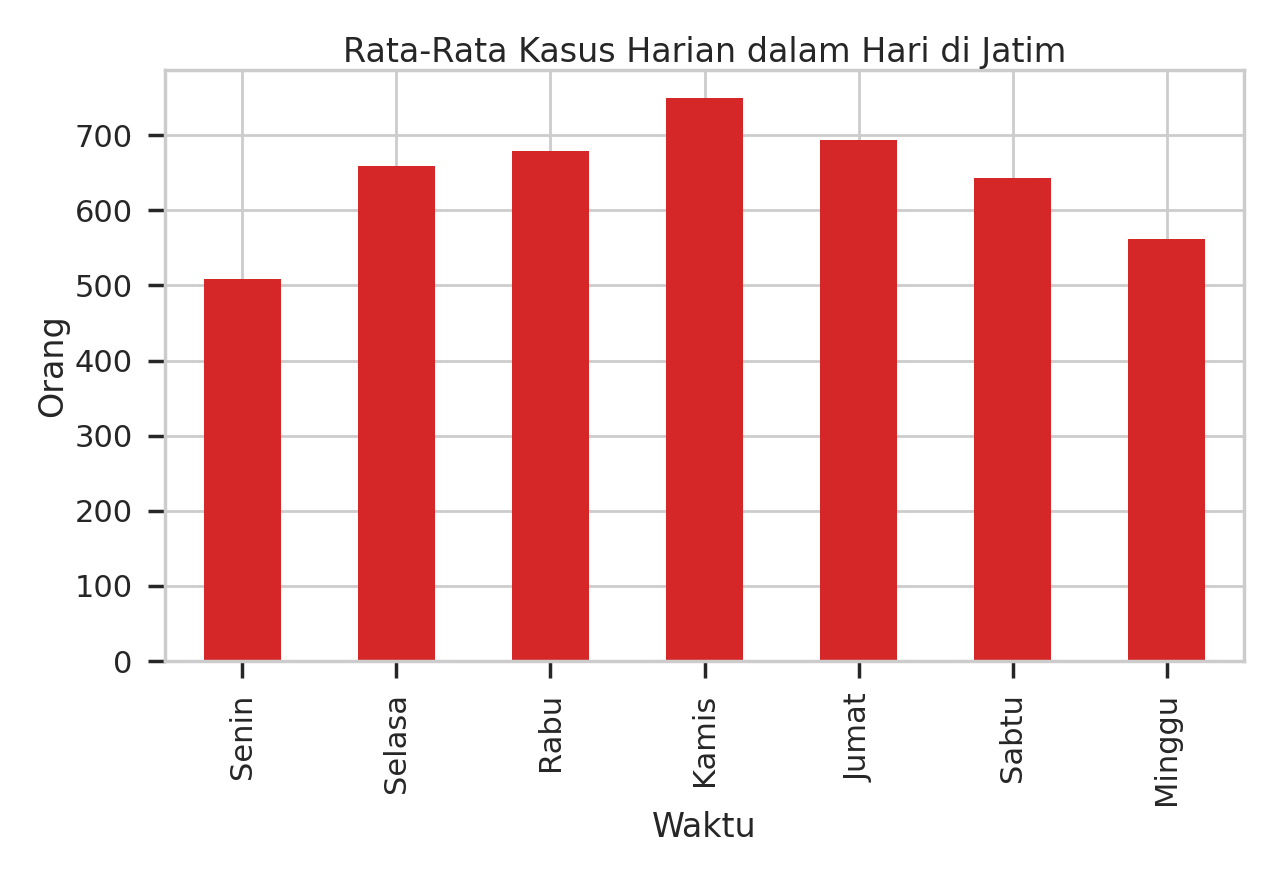 Rata-Rata Kasus Harian dalam Hari di Jatim
700
600
500
400
300
200
100
0
Orang
Senin
Selasa
Rabu
Kamis
Jumat
Sabtu
Minggu
Waktu